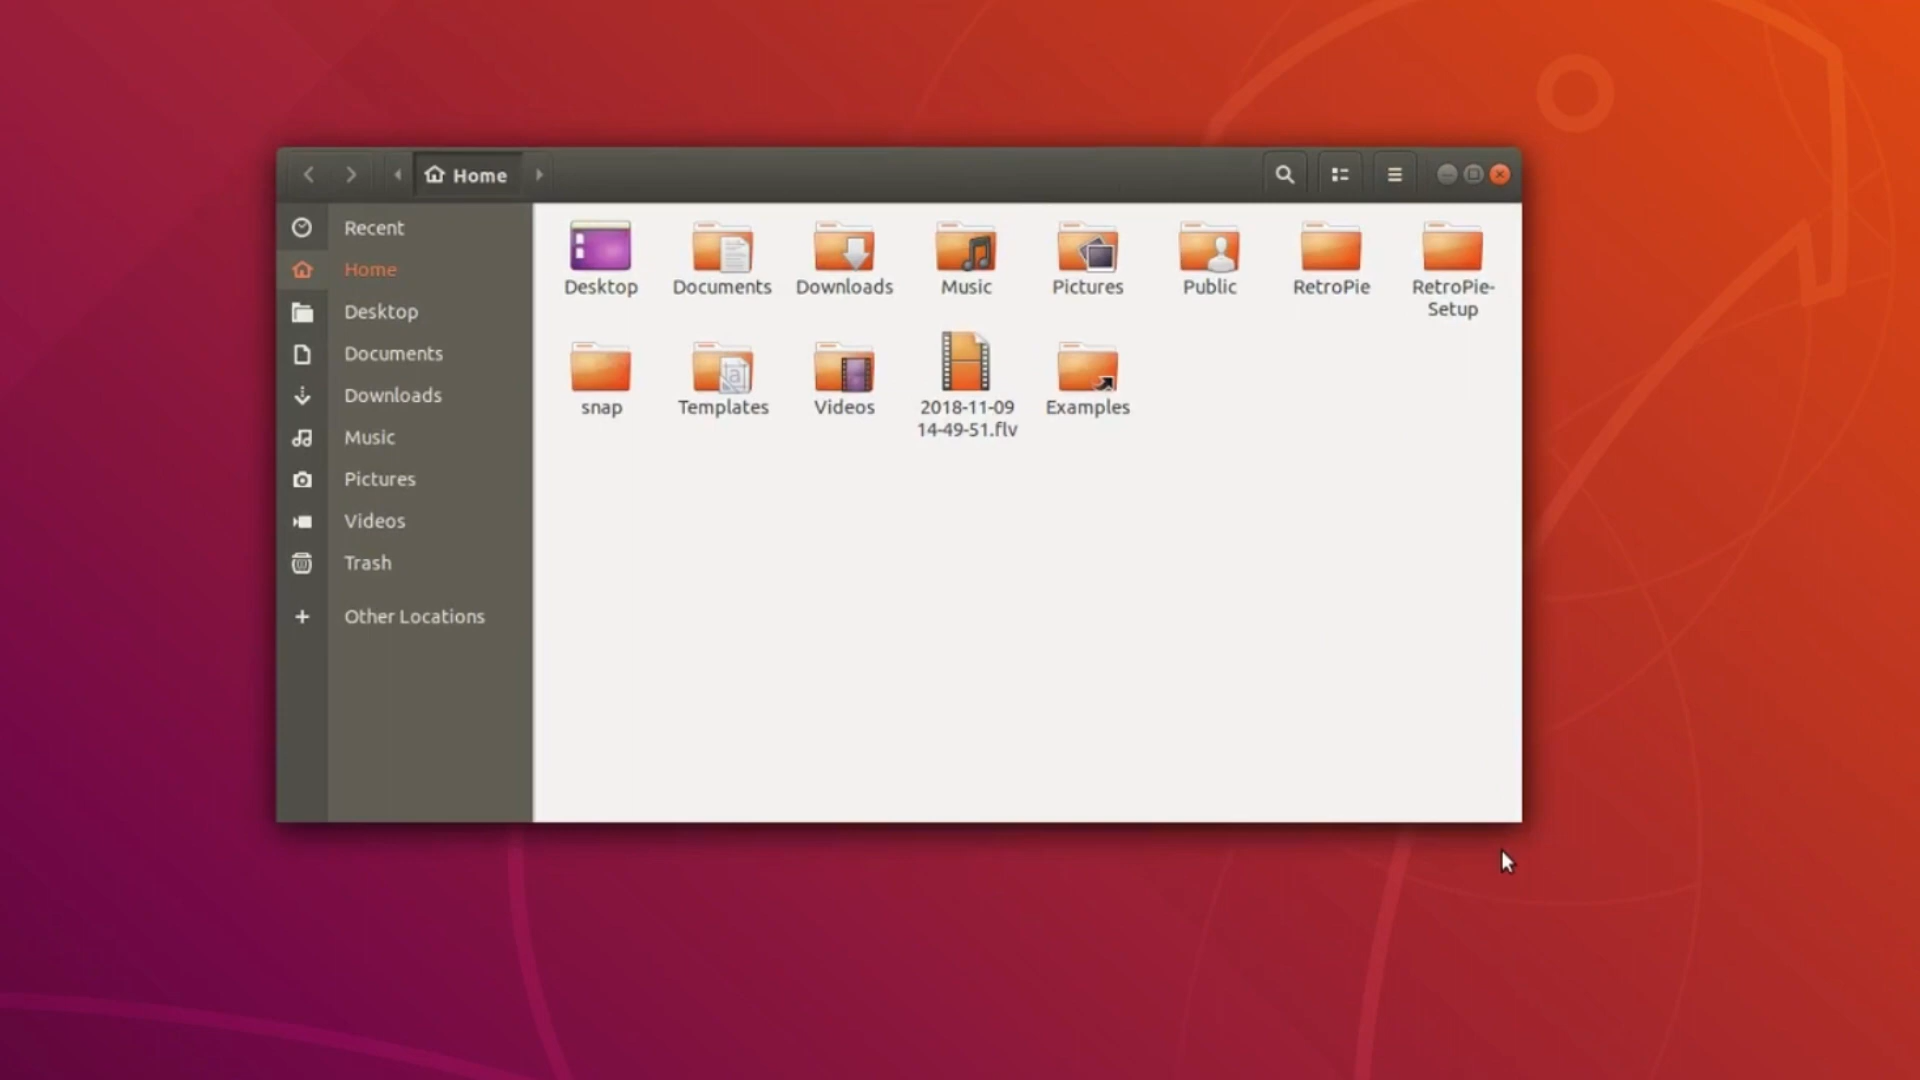 Home
Recent
Home
Desktop
Documents
Downloads
Music
Pictures
Videos
Trash
Other Locations
Desktop
Documents
Downloads
Music
Pictures
Public
RetroPie
RetroPie-
Setup
snap
Templates
Videos
2018-11-09
14-49-51.flv
Examples